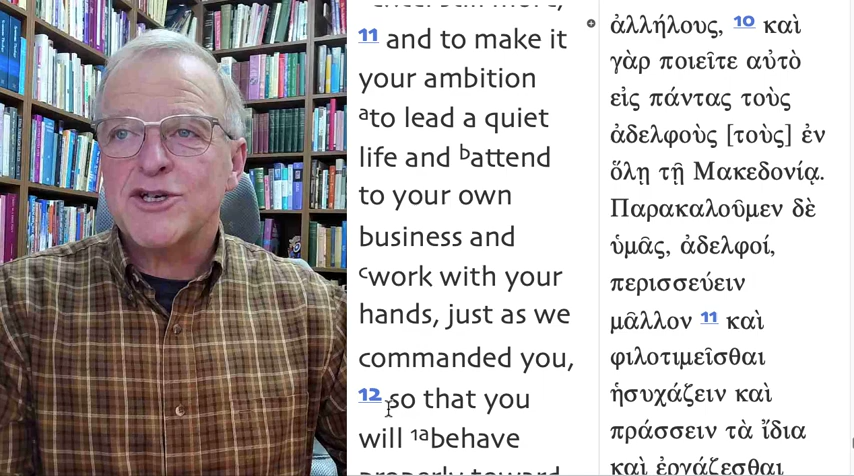 11 and to make it
your ambition
ato lead a quiet
life and battend
to your own
business and
cwork with your
hands, just as we
commanded you,
12 so that you
will 1abehave
properly toward
ἀλλήλους, 10 καὶ
γὰρ ποιεῖτε αὐτὸ
εἰς πάντας τοὺς
ἀδελφοὺς [τοὺς] ἐν
ὅλῃ τῇ Μακεδονίᾳ.
Παρακαλοῦμεν δὲ
ὑμᾶς, ἀδελφοί,
περισσεύειν
μᾶλλον 11 καὶ
φιλοτιμεῖσθαι
ἡσυχάζειν καὶ
πράσσειν τὰ ἴδια
καὶ ἐργάζεσθαι